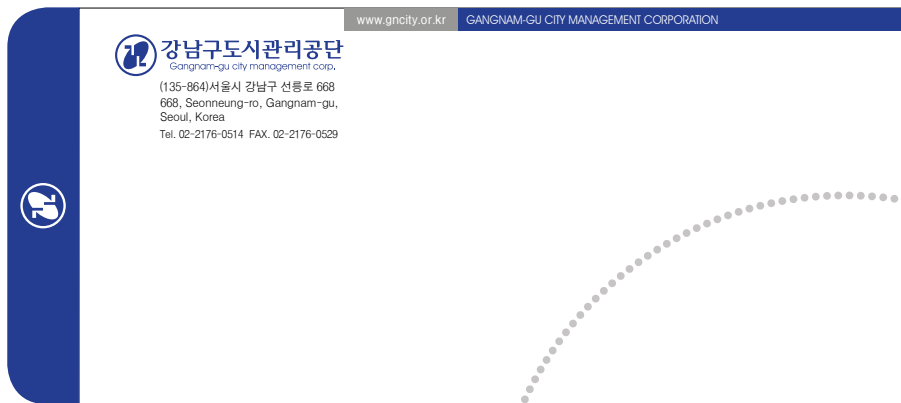 www.gncity.or.kr GANGNAM-GU CITY MANAGEMENT CORPORATION
강남구도시관리공단
Gangnam-gu city management corp.
(135-864)서울시 강남구 선릉로 668
668, Seonneung-ro, Gangnam-gu,
Seoul, Korea
Tel. 02-2176-0514 FAX. 02-2176-0529